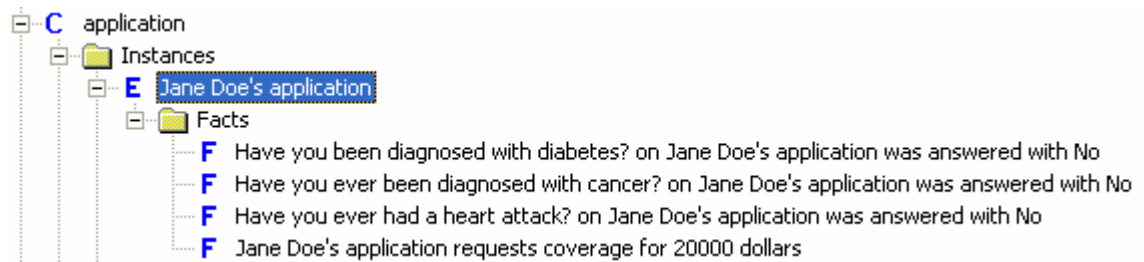 C application
Instances
E Jane Doe's application
Facts
F Have you been diagnosed with diabetes? on Jane Doe's application was answered with No
F Have you ever been diagnosed with cancer? on Jane Doe's application was answered with No
F Have you ever had a heart attack? on Jane Doe's application was answered with No
F Jane Doe's application requests coverage for 20000 dollars